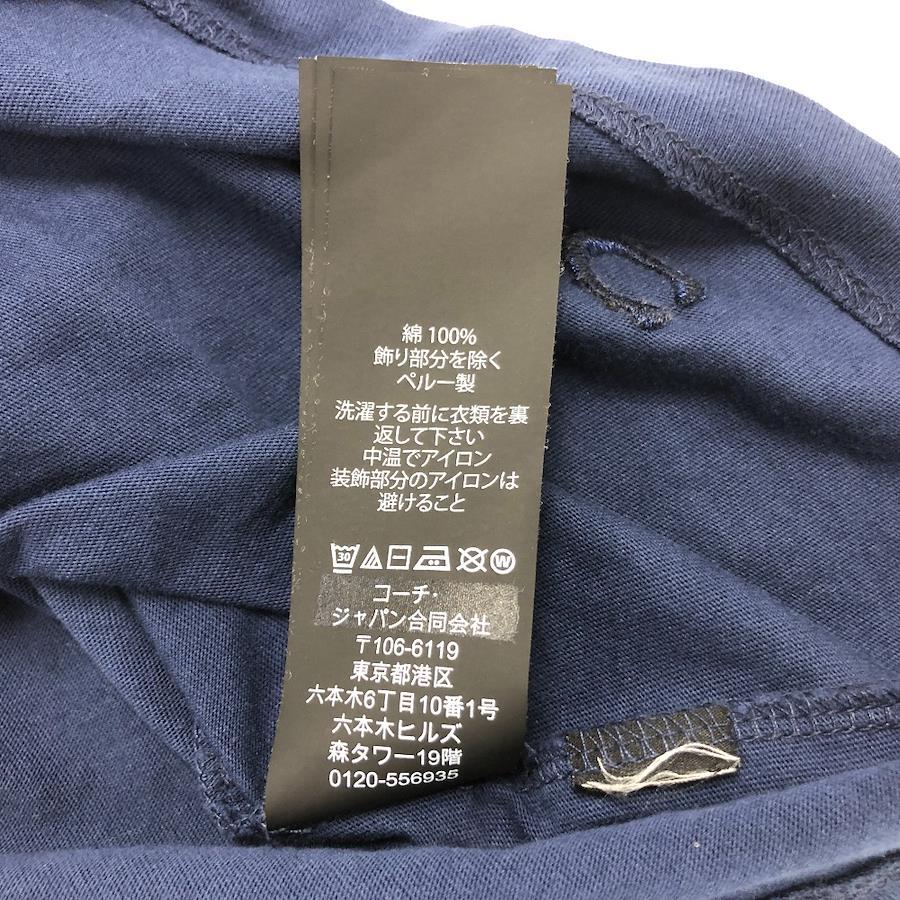 綿 100%
飾り部分を除く
ペルー製
洗濯する前に衣類を裏
返して下さい
中温でアイロン
装飾部分のアイロンは
避けること
30 W
コーチ・
ジャパン合同会社
〒106-6119
東京都港区
六本木6丁目10番1号
六本木ヒルズ
森タワー19階
0120-556935